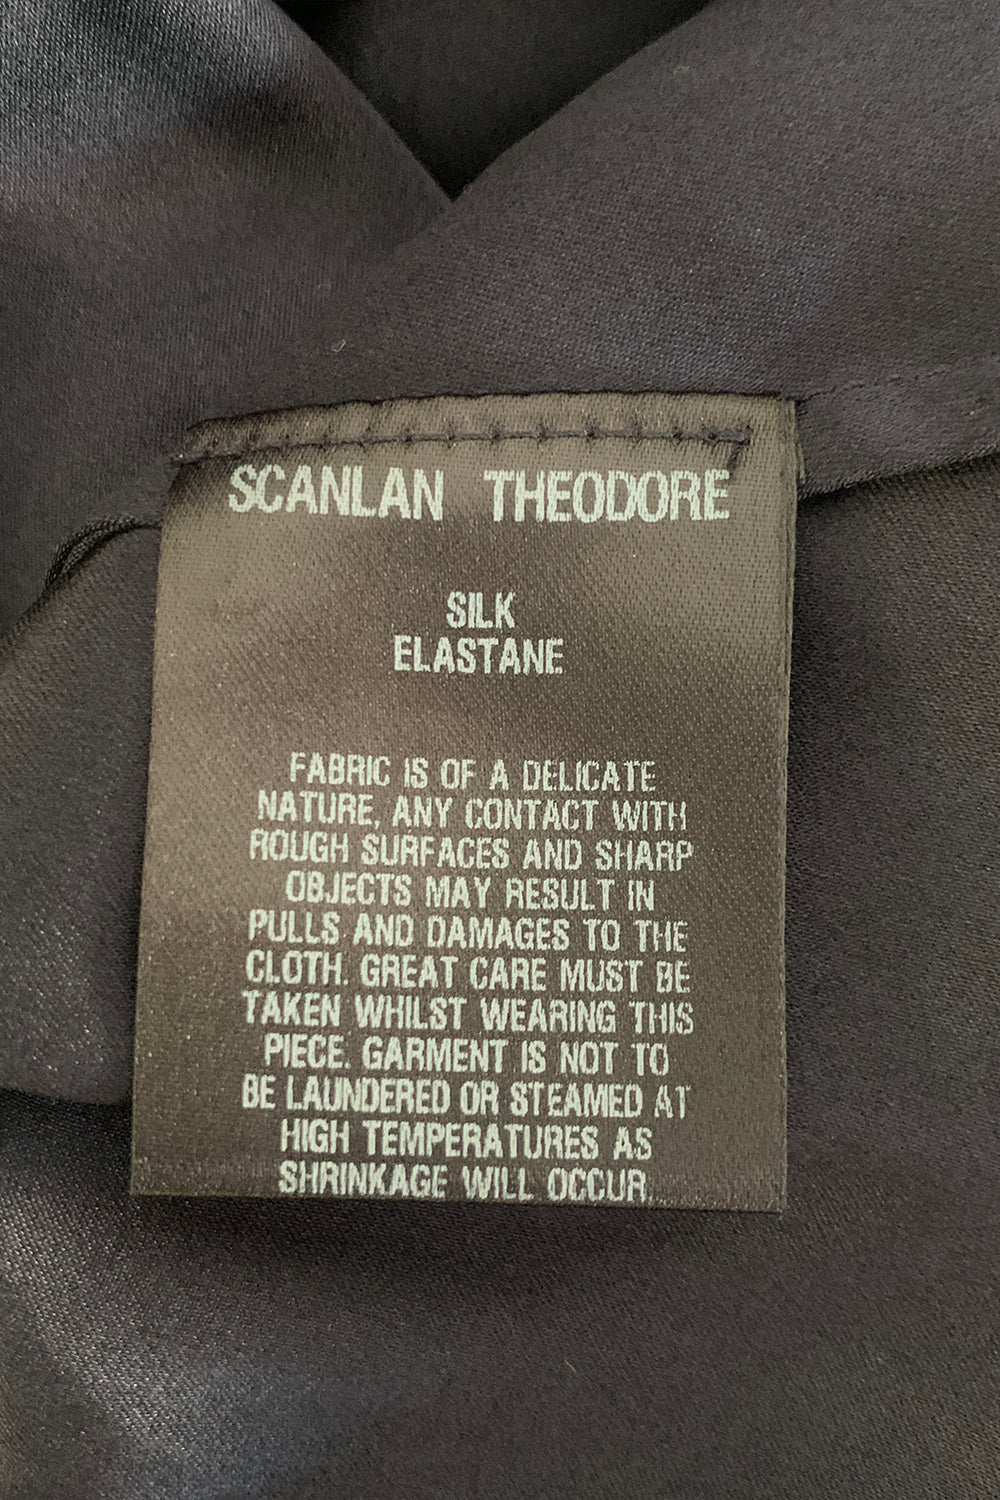 SCANLAN THEODORE
SILK
ELASTANE
FABRIC IS OF A DELICATE
NATURE, ANY CONTACT WITH
ROUGH SURFACES AND SHARP
OBJECTS MAY RESULT IN
PULLS AND DAMAGES TO THE
CLOTH. GREAT CARE MUST BE
TAKEN WHILST WEARING THIS
PIECE. GARMENT IS NOT TO
BE LAUNDERED OR STEAMED AT
HIGH TEMPERATURES AS
SHRINKAGE WILL OCCUR.